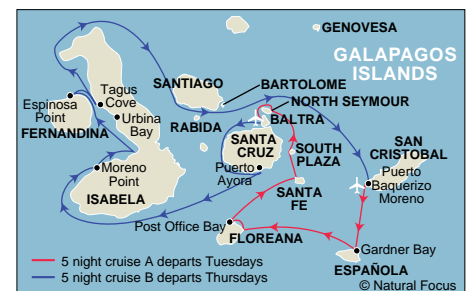 GENOVESA
GALAPAGOS
ISLANDS
SANTIAGO
BARTOLOME
Tagus
Cove
Espinosa
Point
NORTH SEYMOUR
FERNANDINA
Urbina
Bay
RABIDA
BALTRA
SANTA
CRUZ
SOUTH
PLAZA
SAN
CRISTOBAL
Moreno
Point
Puerto
Ayora
Puerto
Baquerizo
Moreno
ISABELA
SANTA
FE
Post Office Bay
FLOREANA
Gardner Bay
5 night cruise A departs Tuesdays
ESPAÑOLA
5 night cruise B departs Thursdays
© Natural Focus